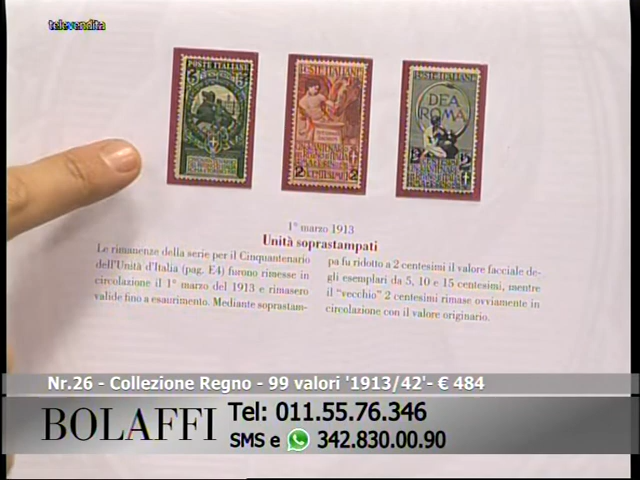 televendita
POSTE ITALIANE
DEA
ROMA
2 2
2 2
1° marzo 1913
Unità soprastampati
Le rimanenze della serie per il Cinquantenario
dell'Unità d'Italia (pag. E4) furono rimesse in
circolazione il 1° marzo del 1913 e rimasero
valide fino a esaurimento. Mediante soprastam-
pa fu ridotto a 2 centesimi il valore facciale de-
gli esemplari da 5, 10 e 15 centesimi, mentre
il "vecchio" 2 centesimi rimase ovviamente in
circolazione con il valore originario.
Nr.26 - Collezione Regno - 99 valori '1913/42'- € 484
BOLAFFI
Tel: 011.55.76.346
SMS e 342.830.00.90